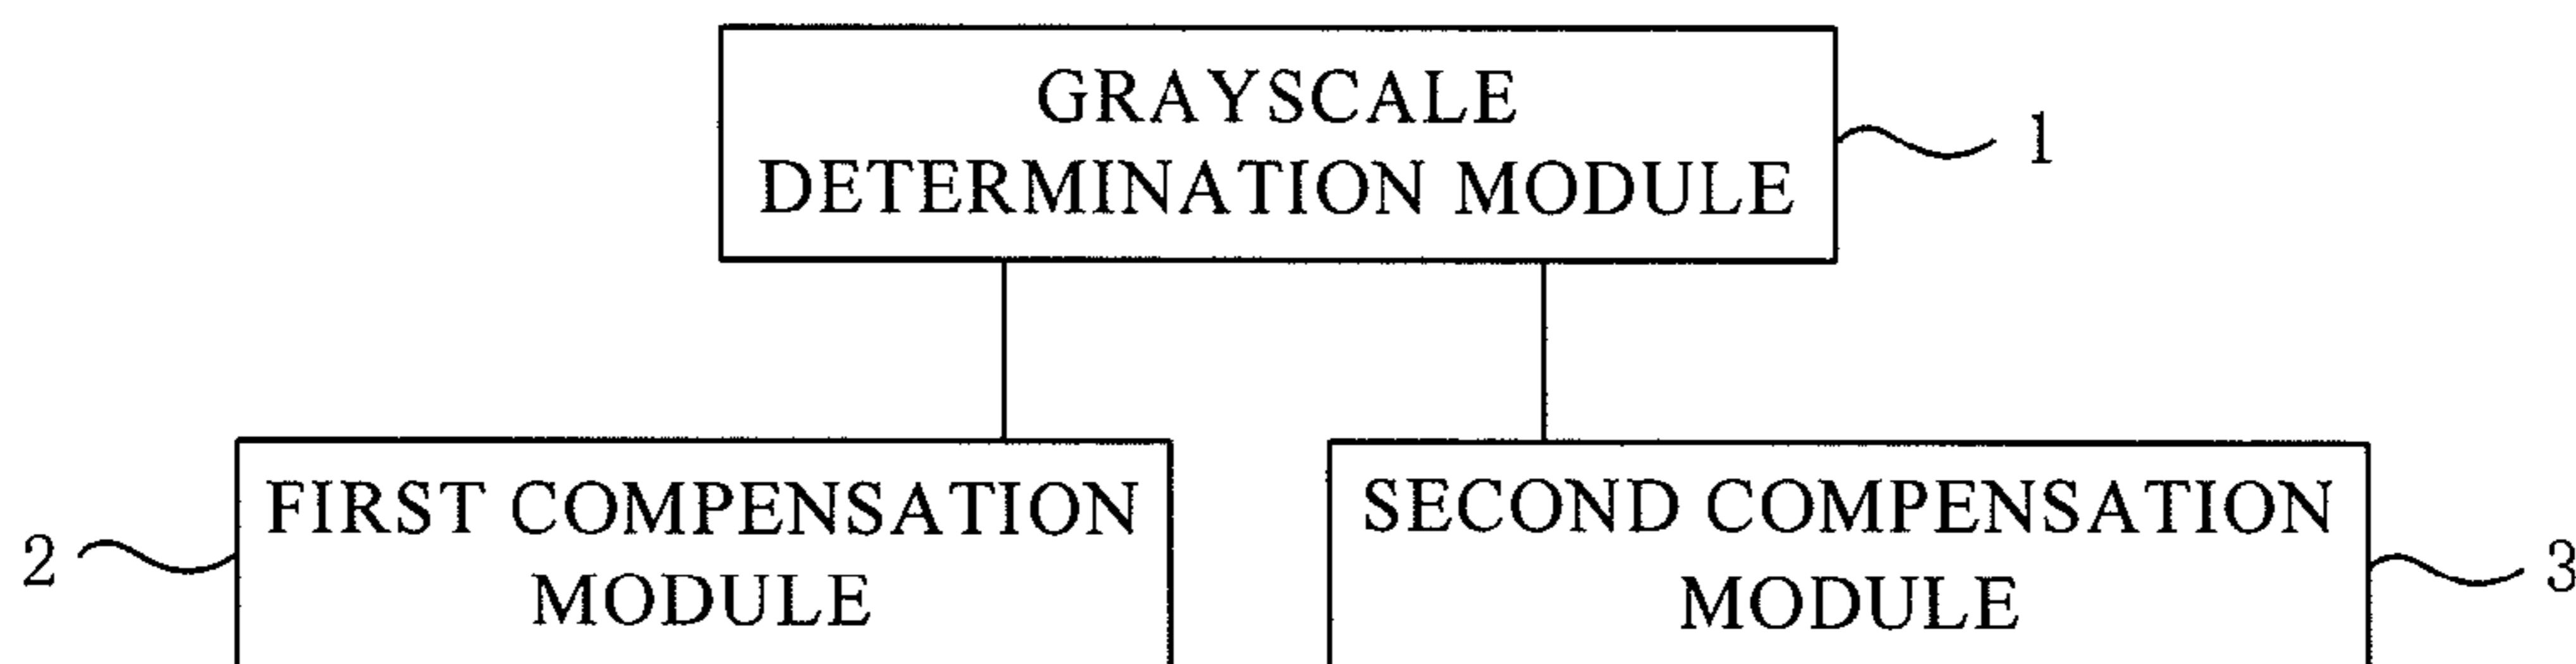 GRAYSCALE
DETERMINATION MODULE
1
FIRST COMPENSATION
MODULE
2
SECOND COMPENSATION
MODULE
3